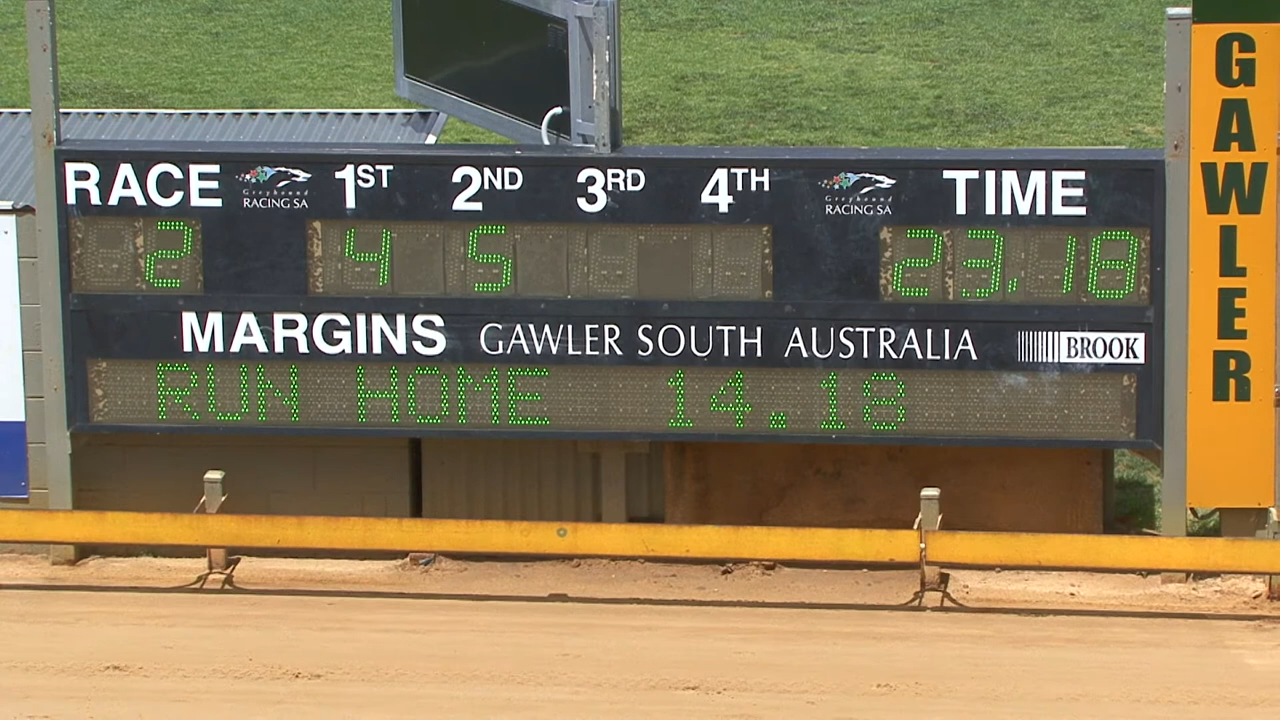 RACE 1ST 2ND 3RD 4TH TIME
Greyhound RACING SA Greyhound RACING SA
2 4 5 23.18
MARGINS GAWLER SOUTH AUSTRALIA BROOK
RUN HOME 14.18
GAWLER